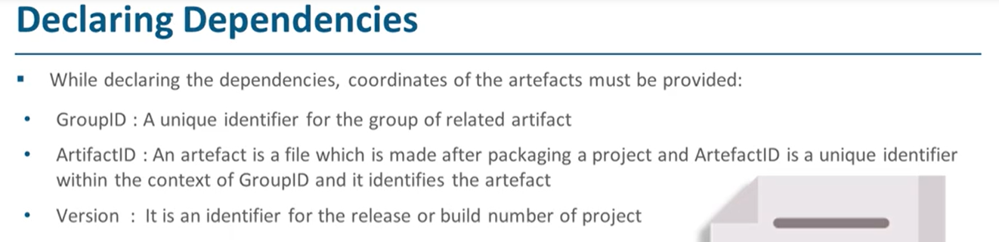 Declaring Dependencies
▪ While declaring the dependencies, coordinates of the artefacts must be provided:
• GroupID : A unique identifier for the group of related artifact
• ArtifactID : An artefact is a file which is made after packaging a project and ArtefactID is a unique identifier
within the context of GroupID and it identifies the artefact
• Version : It is an identifier for the release or build number of project